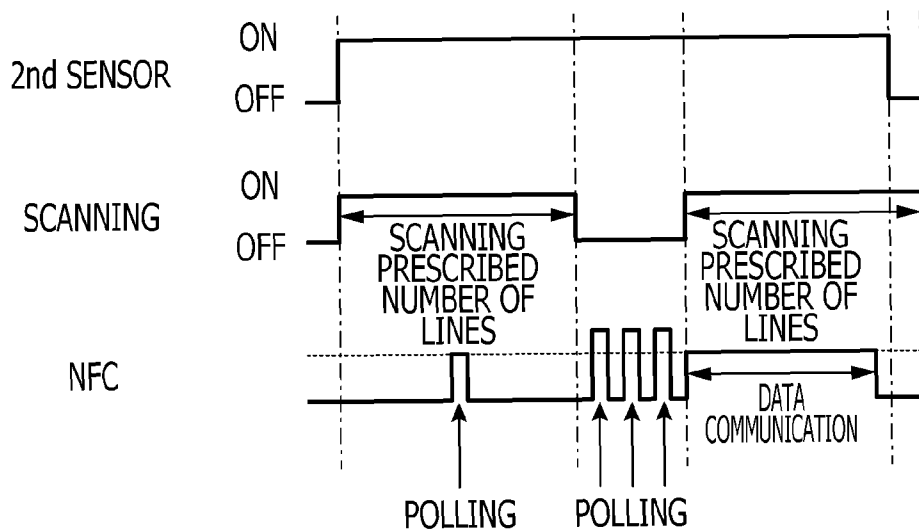 ON
2nd SENSOR
OFF
ON
SCANNING
OFF
SCANNING
PRESCRIBED
NUMBER OF
LINES
SCANNING
PRESCRIBED
NUMBER OF
LINES
NFC
DATA
COMMUNICATION
POLLING
POLLING